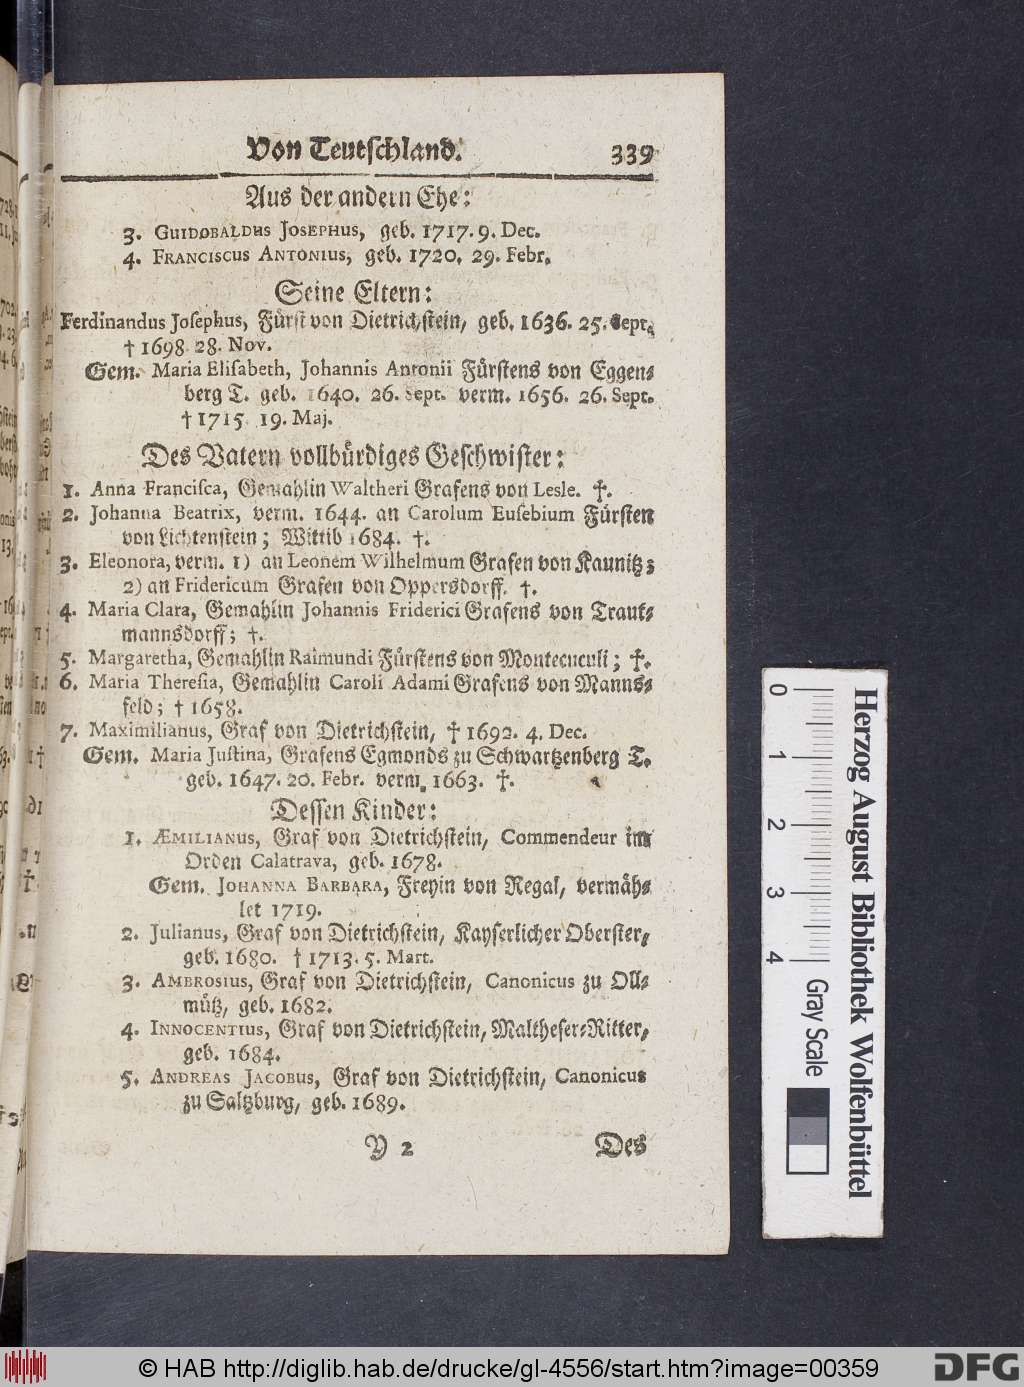 Von Teutschland. 339
Aus der andern Ehe:
3. GUIDOBALDUS JOSEPHUS, geb. 1717. 9. Dec.
4. FRANCISCUS ANTONIUS, geb. 1720. 29. Febr.
Seine Eltern:
Ferdinandus Josephus, Fürst von Dietrichstein, geb. 1636. 25. Sept.
† 1698 28. Nov.
Gem. Maria Elisabeth, Johannis Antonii Fürstens von Eggen-
berg T. geb. 1640. 26. Sept. verm. 1656. 26. Sept.
† 1715 19. Maj.
Des Vatern vollbürdiges Geschwister:
1. Anna Francisca, Gemahlin Waltheri Grafens von Lesle. †.
2. Johanna Beatrix, verm. 1644. an Carolum Eusebium Fürsten
von Lichtenstein; Wittib 1684. †.
3. Eleonora, verm. 1) an Leonem Wilhelmum Grafen von Kaunitz;
2) an Fridericum Grafen von Oppersdorff. †.
4. Maria Clara, Gemahlin Johannis Friderici Grafens von Traut-
mannsdorff; †.
5. Margaretha, Gemahlin Raimundi Fürstens von Montecuculi; †.
6. Maria Theresia, Gemahlin Caroli Adami Grafens von Manns-
feld; † 1658.
7. Maximilianus, Graf von Dietrichstein, † 1692. 4. Dec.
Gem. Maria Justina, Grafens Egmonds zu Schwartzenberg T.
geb. 1647. 20. Febr. verm. 1663. †.
Dessen Kinder:
1. ÆMILIANUS, Graf von Dietrichstein, Commendeur im
Orden Calatrava, geb. 1678.
Gem. JOHANNA BARBARA, Freyin von Regal, vermäh-
let 1719.
2. Julianus, Graf von Dietrichstein, Kayserlicher Oberster,
geb. 1680. † 1713. 5. Mart.
3. AMBROSIUS, Graf von Dietrichstein, Canonicus zu Oll-
mütz, geb. 1682.
4. INNOCENTIUS, Graf von Dietrichstein, Maltheser-Ritter,
geb. 1684.
5. ANDREAS JACOBUS, Graf von Dietrichstein, Canonicus
zu Saltzburg, geb. 1689.
Y 2 Des
Herzog August Bibliothek Wolfenbüttel
0 1 2 3 4 Gray Scale
© HAB http://diglib.hab.de/drucke/gl-4556/start.htm?image=00359
DFG